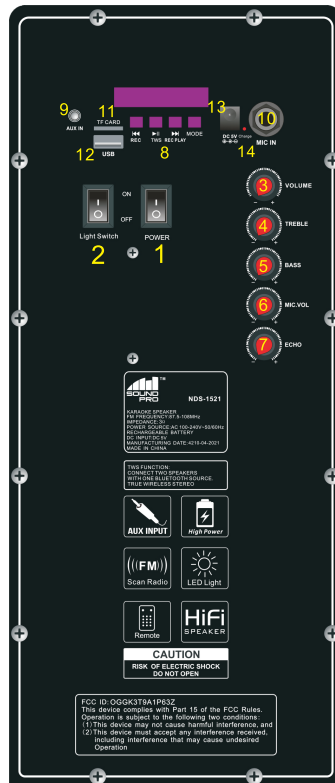 9
AUX IN
11
TF CARD
12
USB
REC
TWS
REC PLAY
MODE
8
13
DC 5V
Charge
14
10
MIC IN
3
VOLUME
- +
4
TREBLE
- +
5
BASS
- +
6
MIC.VOL
- +
7
ECHO
- +
ON
OFF
Light Switch
POWER
2
1
SOUND
PRO
TM
NDS-1521
KARAOKE SPEAKER
FM FREQUENCY:87.5-108MHz
IMPEDANCE:3Ω
POWER SOURCE:AC 100-240V~50/60Hz
RECHARGEABLE BATTERY
DC INPUT:DC 5V
MANUFACTURING DATE:4210-04-2021
MADE IN CHINA
TWS FUNCTION:
CONNECT TWO SPEAKERS
WITH ONE BLUETOOTH SOURCE.
TRUE WIRELESS STEREO
AUX INPUT
High Power
(((FM)))
Scan Radio
LED Light
Remote
HiFi
SPEAKER
CAUTION
RISK OF ELECTRIC SHOCK
DO NOT OPEN
FCC ID:OGGK3T9A1P63Z
This device complies with Part 15 of the FCC Rules.
Operation is subject to the following two conditions:
(1)This device may not cause harmful interference, and
(2)This device must accept any interference received,
including interference that may cause undesired
Operation